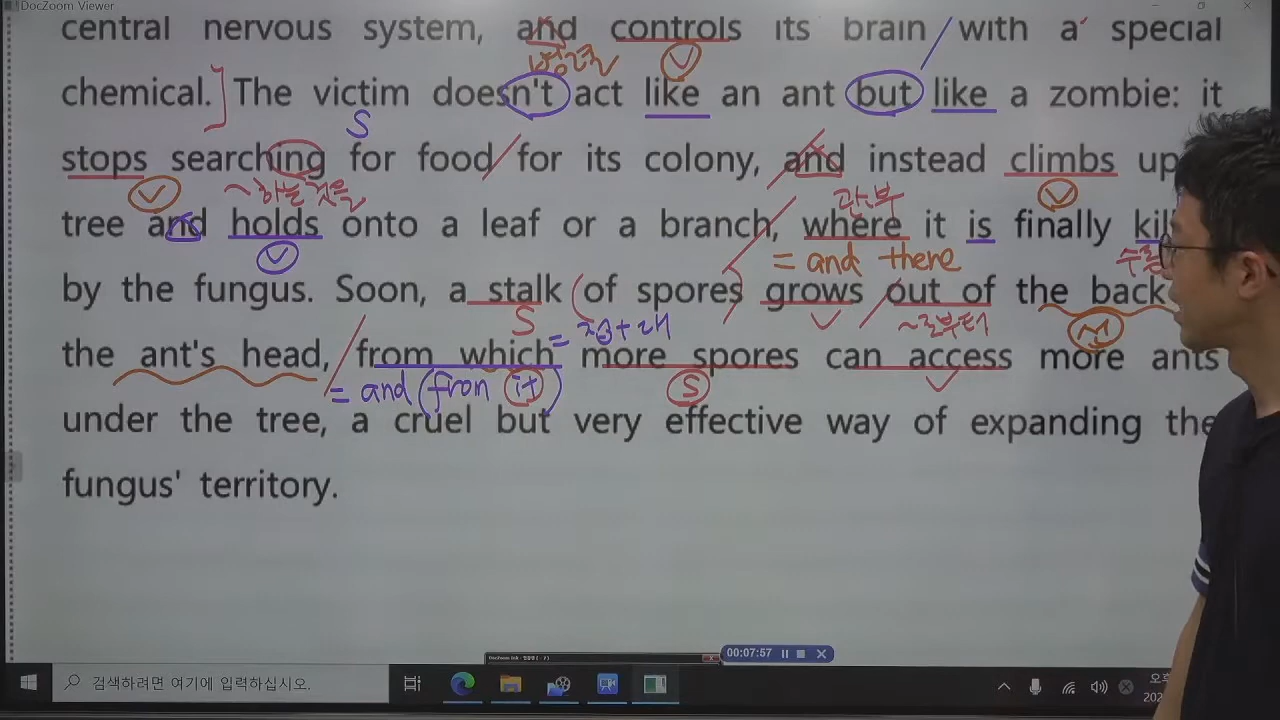 DocZoom Viewer
central nervous system, and controls its brain with a special
병렬
chemical.] The victim doesn't act like an ant but like a zombie: it
S
stops searching for food for its colony, and instead climbs up
~하는 것을
관·부
tree and holds onto a leaf or a branch, where it is finally
= and there
by the fungus. Soon, a stalk of spores grows out of the back
S
~로부터
the ant's head, from which more spores can access more ants
= and (from it)
S
under the tree, a cruel but very effective way of expanding the
fungus' territory.
00:07:57
검색하려면 여기에 입력하십시오.